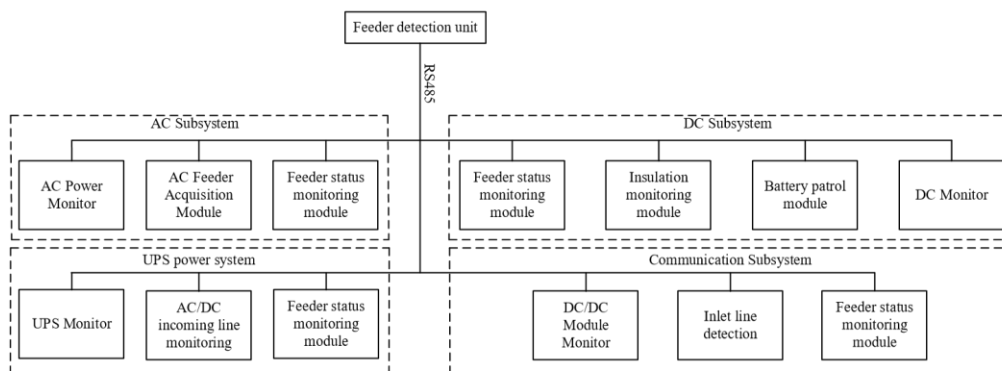 Feeder detection unit
RS485
AC Subsystem
AC Power
Monitor
AC Feeder
Acquisition
Module
Feeder status
monitoring
module
DC Subsystem
Feeder status
monitoring
module
Insulation
monitoring
module
Battery patrol
module
DC Monitor
UPS power system
UPS Monitor
AC/DC
incoming line
monitoring
Feeder status
monitoring
module
Communication Subsystem
DC/DC
Module
Monitor
Inlet line
detection
Feeder status
monitoring
module